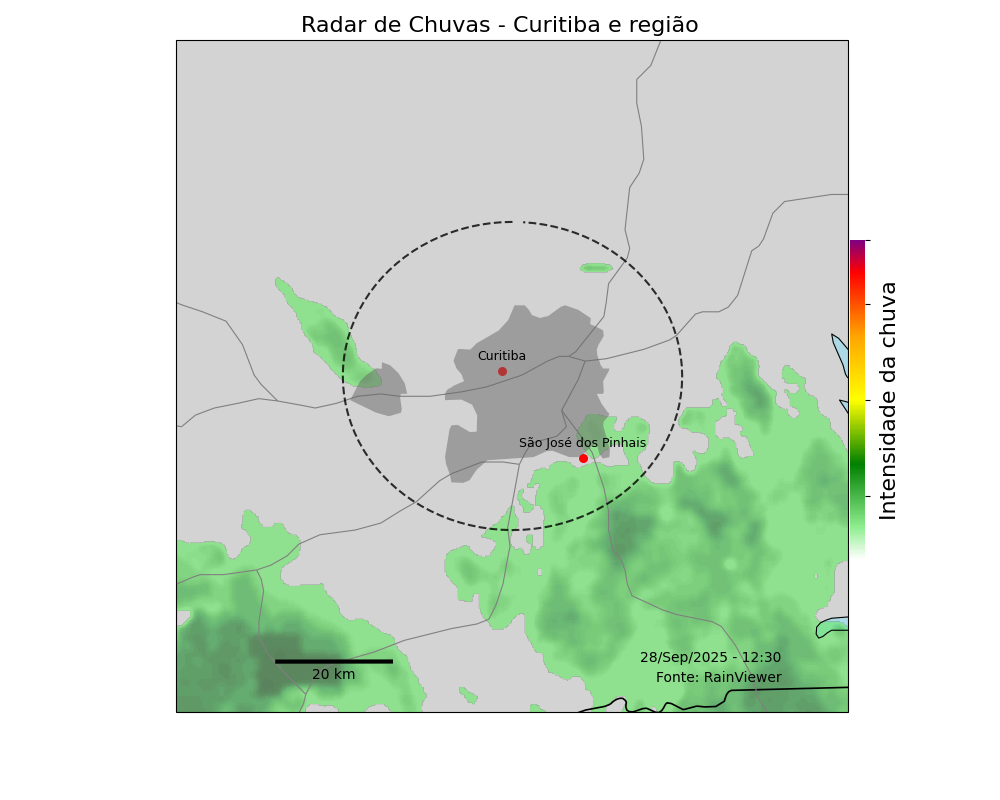 Radar de Chuvas - Curitiba e região
Curitiba
São José dos Pinhais
Intensidade da chuva
28/Sep/2025 - 12:30
20 km
Fonte: RainViewer